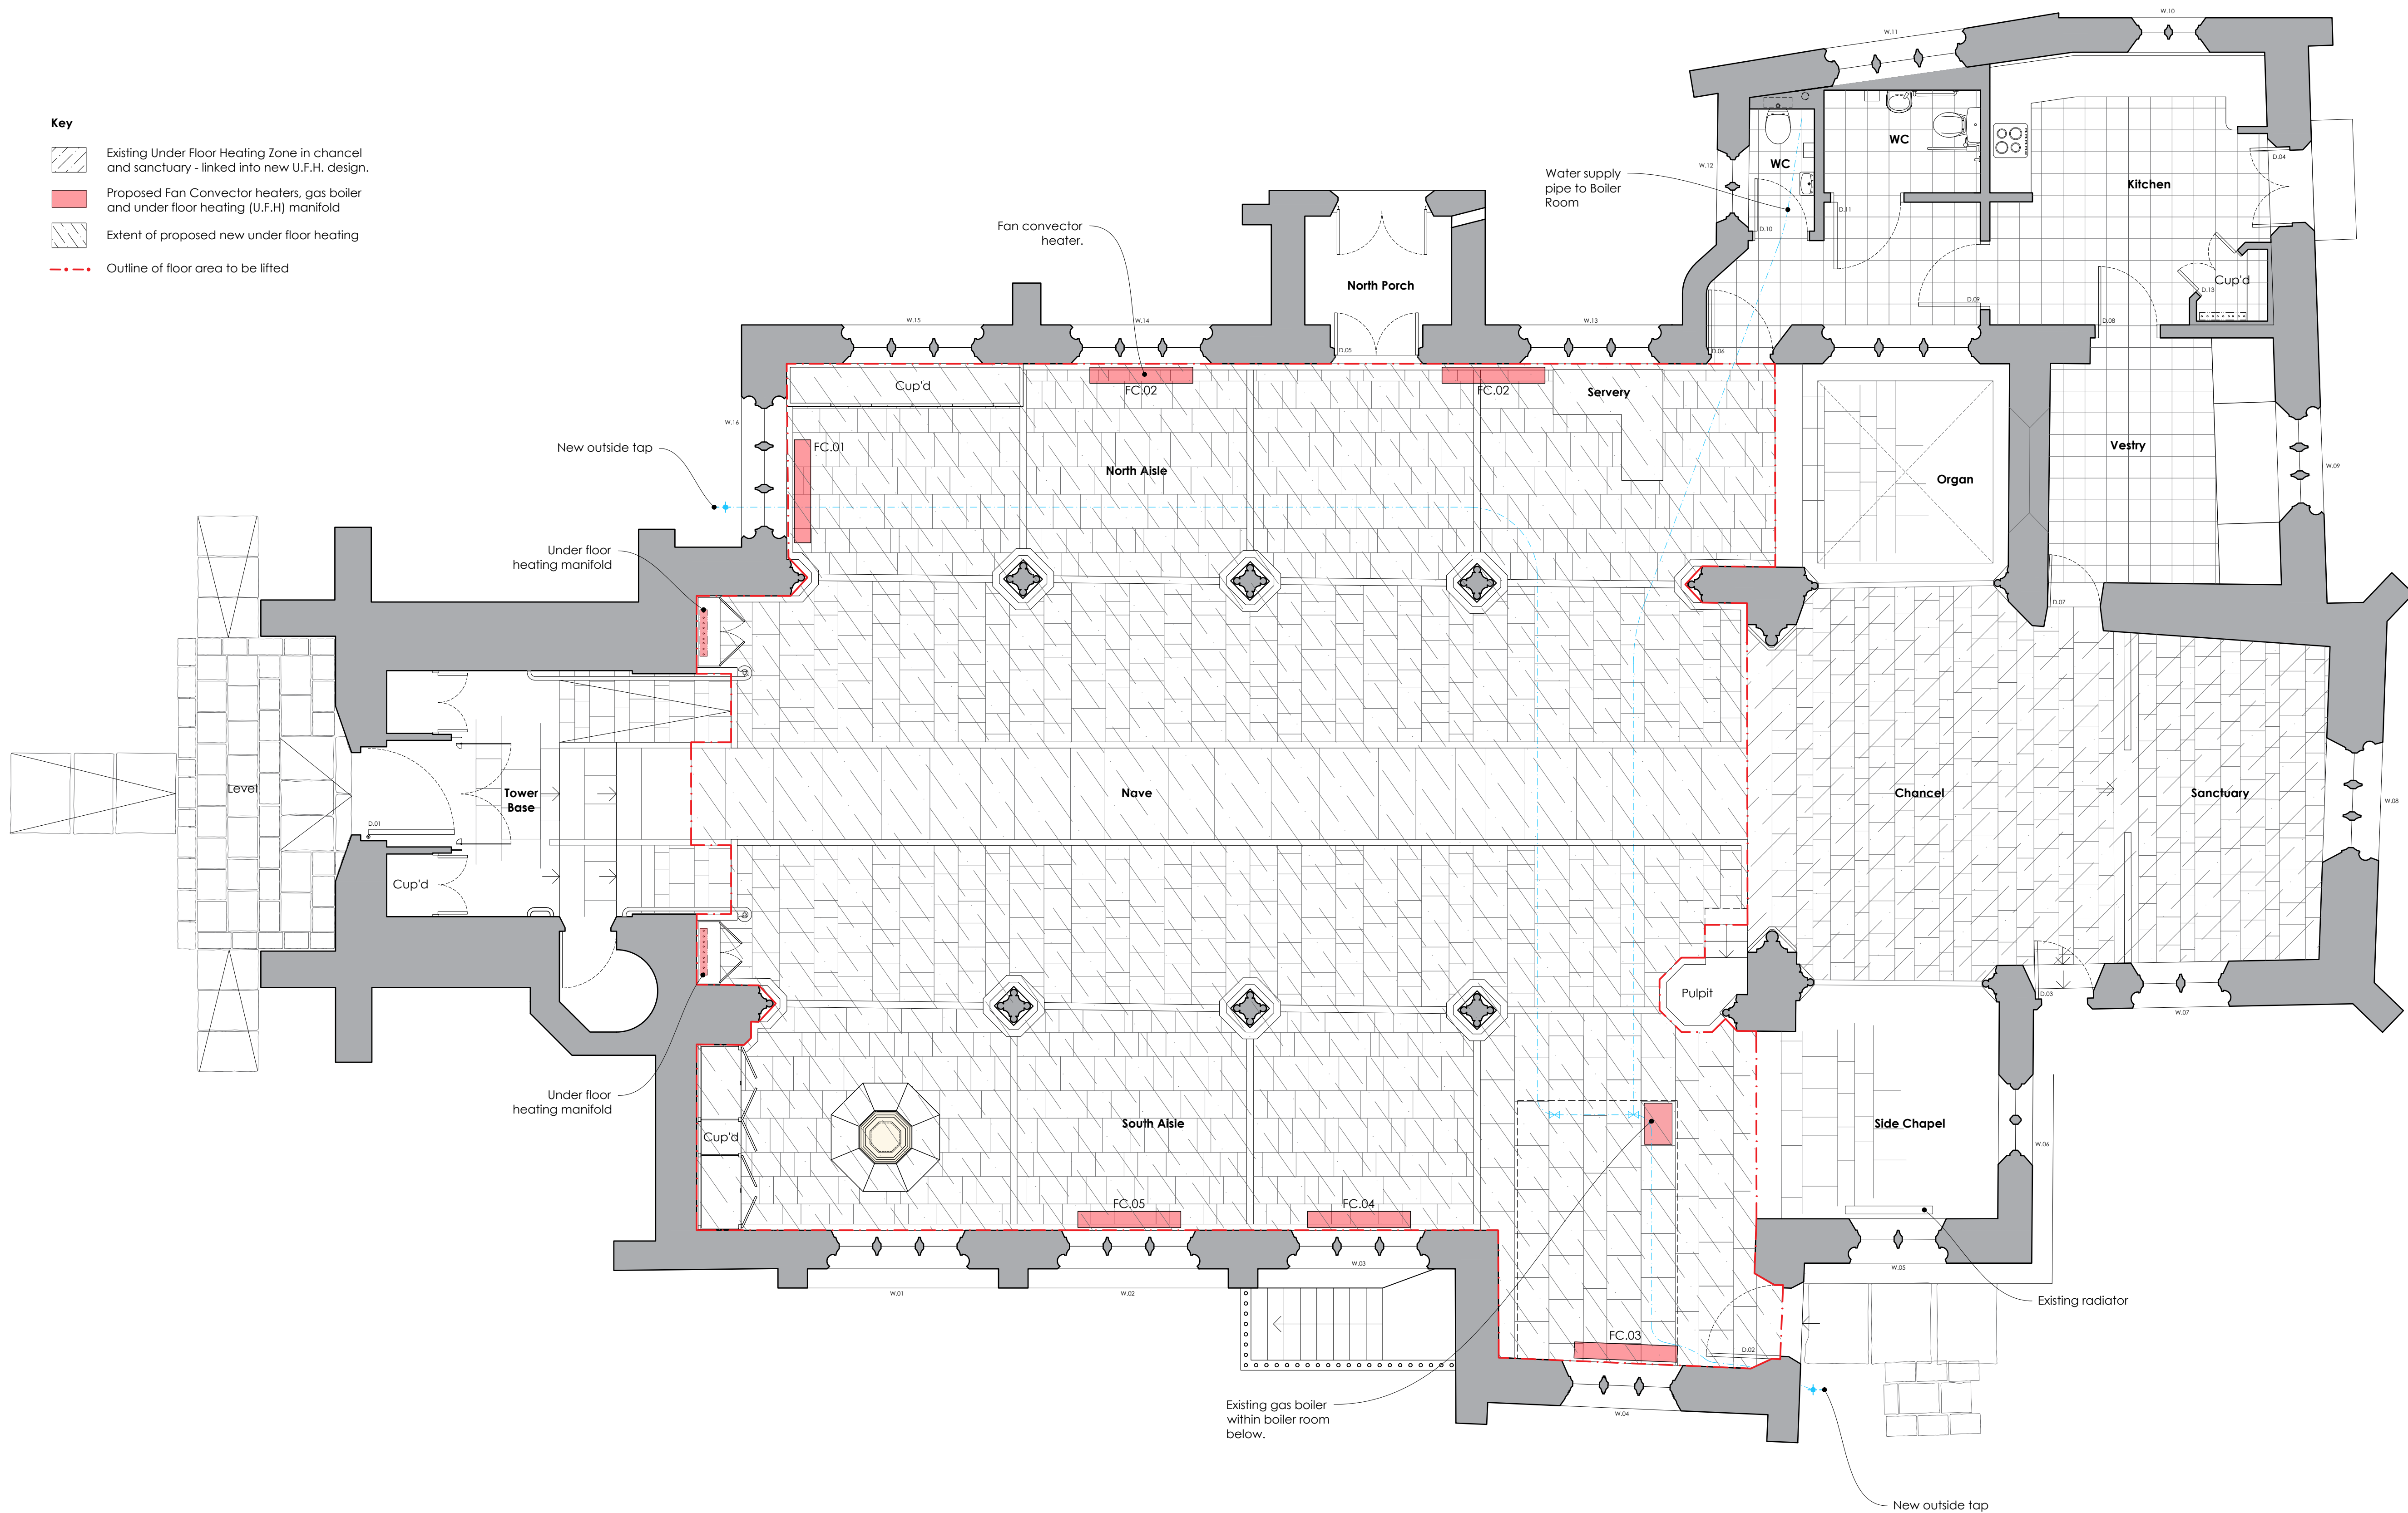 Key
Existing Under Floor Heating Zone in chancel
and sanctuary - linked into new U.F.H. design.
Proposed Fan Convector heaters, gas boiler
and under floor heating (U.F.H) manifold
Extent of proposed new under floor heating
Outline of floor area to be lifted
W.10
W.11
W.12
WC
WC
Kitchen
D.04
Water supply
pipe to Boiler
Room
D.10
D.11
Fan convector
heater.
North Porch
Cup'd
D.13
D.09
D.08
W.15
W.14
W.13
D.05
D.06
Cup'd
FC.02
FC.02
Servery
W.16
New outside tap
FC.01
North Aisle
Organ
Vestry
W.09
Under floor
heating manifold
D.07
Level
Tower
Base
Nave
Chancel
Sanctuary
W.08
D.01
Cup'd
Pulpit
D.03
W.07
Under floor
heating manifold
Cup'd
South Aisle
Side Chapel
W.06
FC.05
FC.04
W.03
W.05
W.01
W.02
Existing radiator
FC.03
D.02
Existing gas boiler
within boiler room
below.
W.04
New outside tap